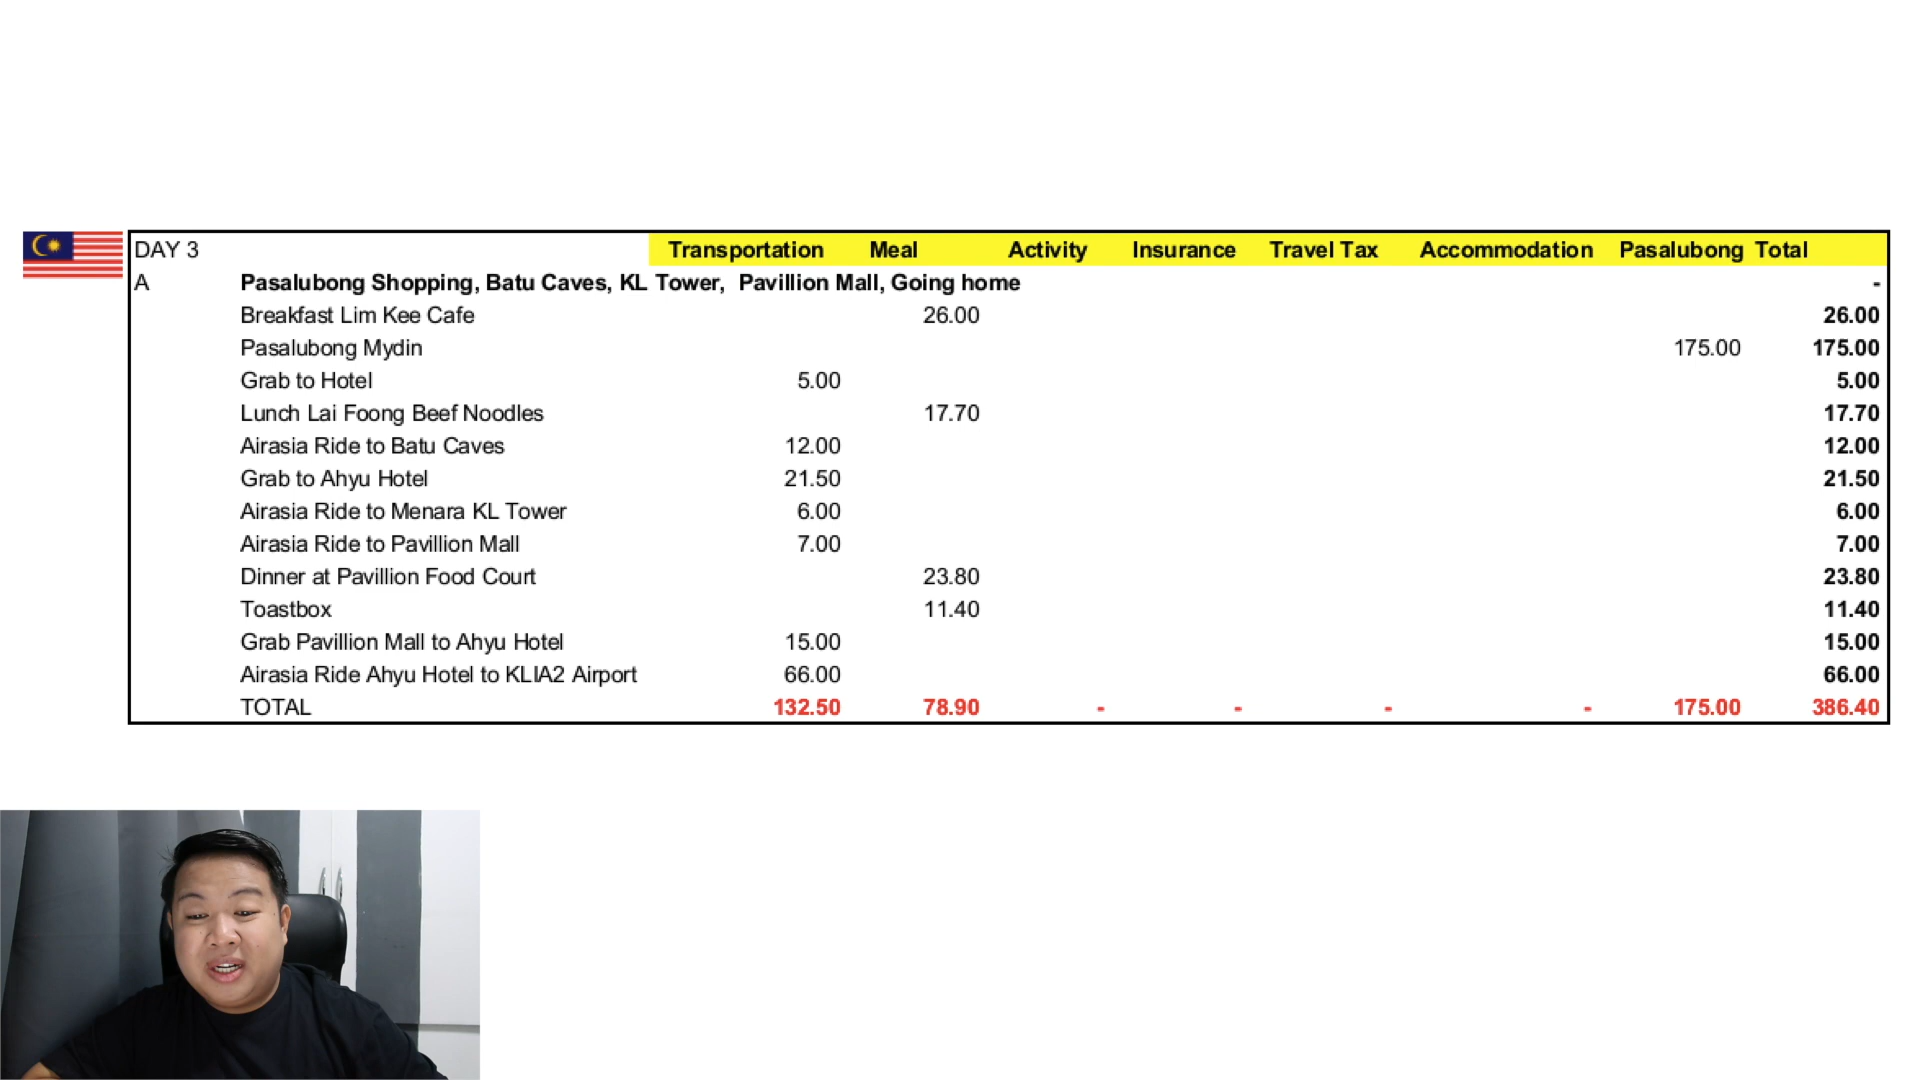 DAY 3 Transportation Meal Activity Insurance Travel Tax Accommodation Pasalubong Total
A Pasalubong Shopping, Batu Caves, KL Tower, Pavillion Mall, Going home -
Breakfast Lim Kee Cafe 26.00 26.00
Pasalubong Mydin 175.00 175.00
Grab to Hotel 5.00 5.00
Lunch Lai Foong Beef Noodles 17.70 17.70
Airasia Ride to Batu Caves 12.00 12.00
Grab to Ahyu Hotel 21.50 21.50
Airasia Ride to Menara KL Tower 6.00 6.00
Airasia Ride to Pavillion Mall 7.00 7.00
Dinner at Pavillion Food Court 23.80 23.80
Toastbox 11.40 11.40
Grab Pavillion Mall to Ahyu Hotel 15.00 15.00
Airasia Ride Ahyu Hotel to KLIA2 Airport 66.00 66.00
TOTAL 132.50 78.90 - - - - 175.00 386.40